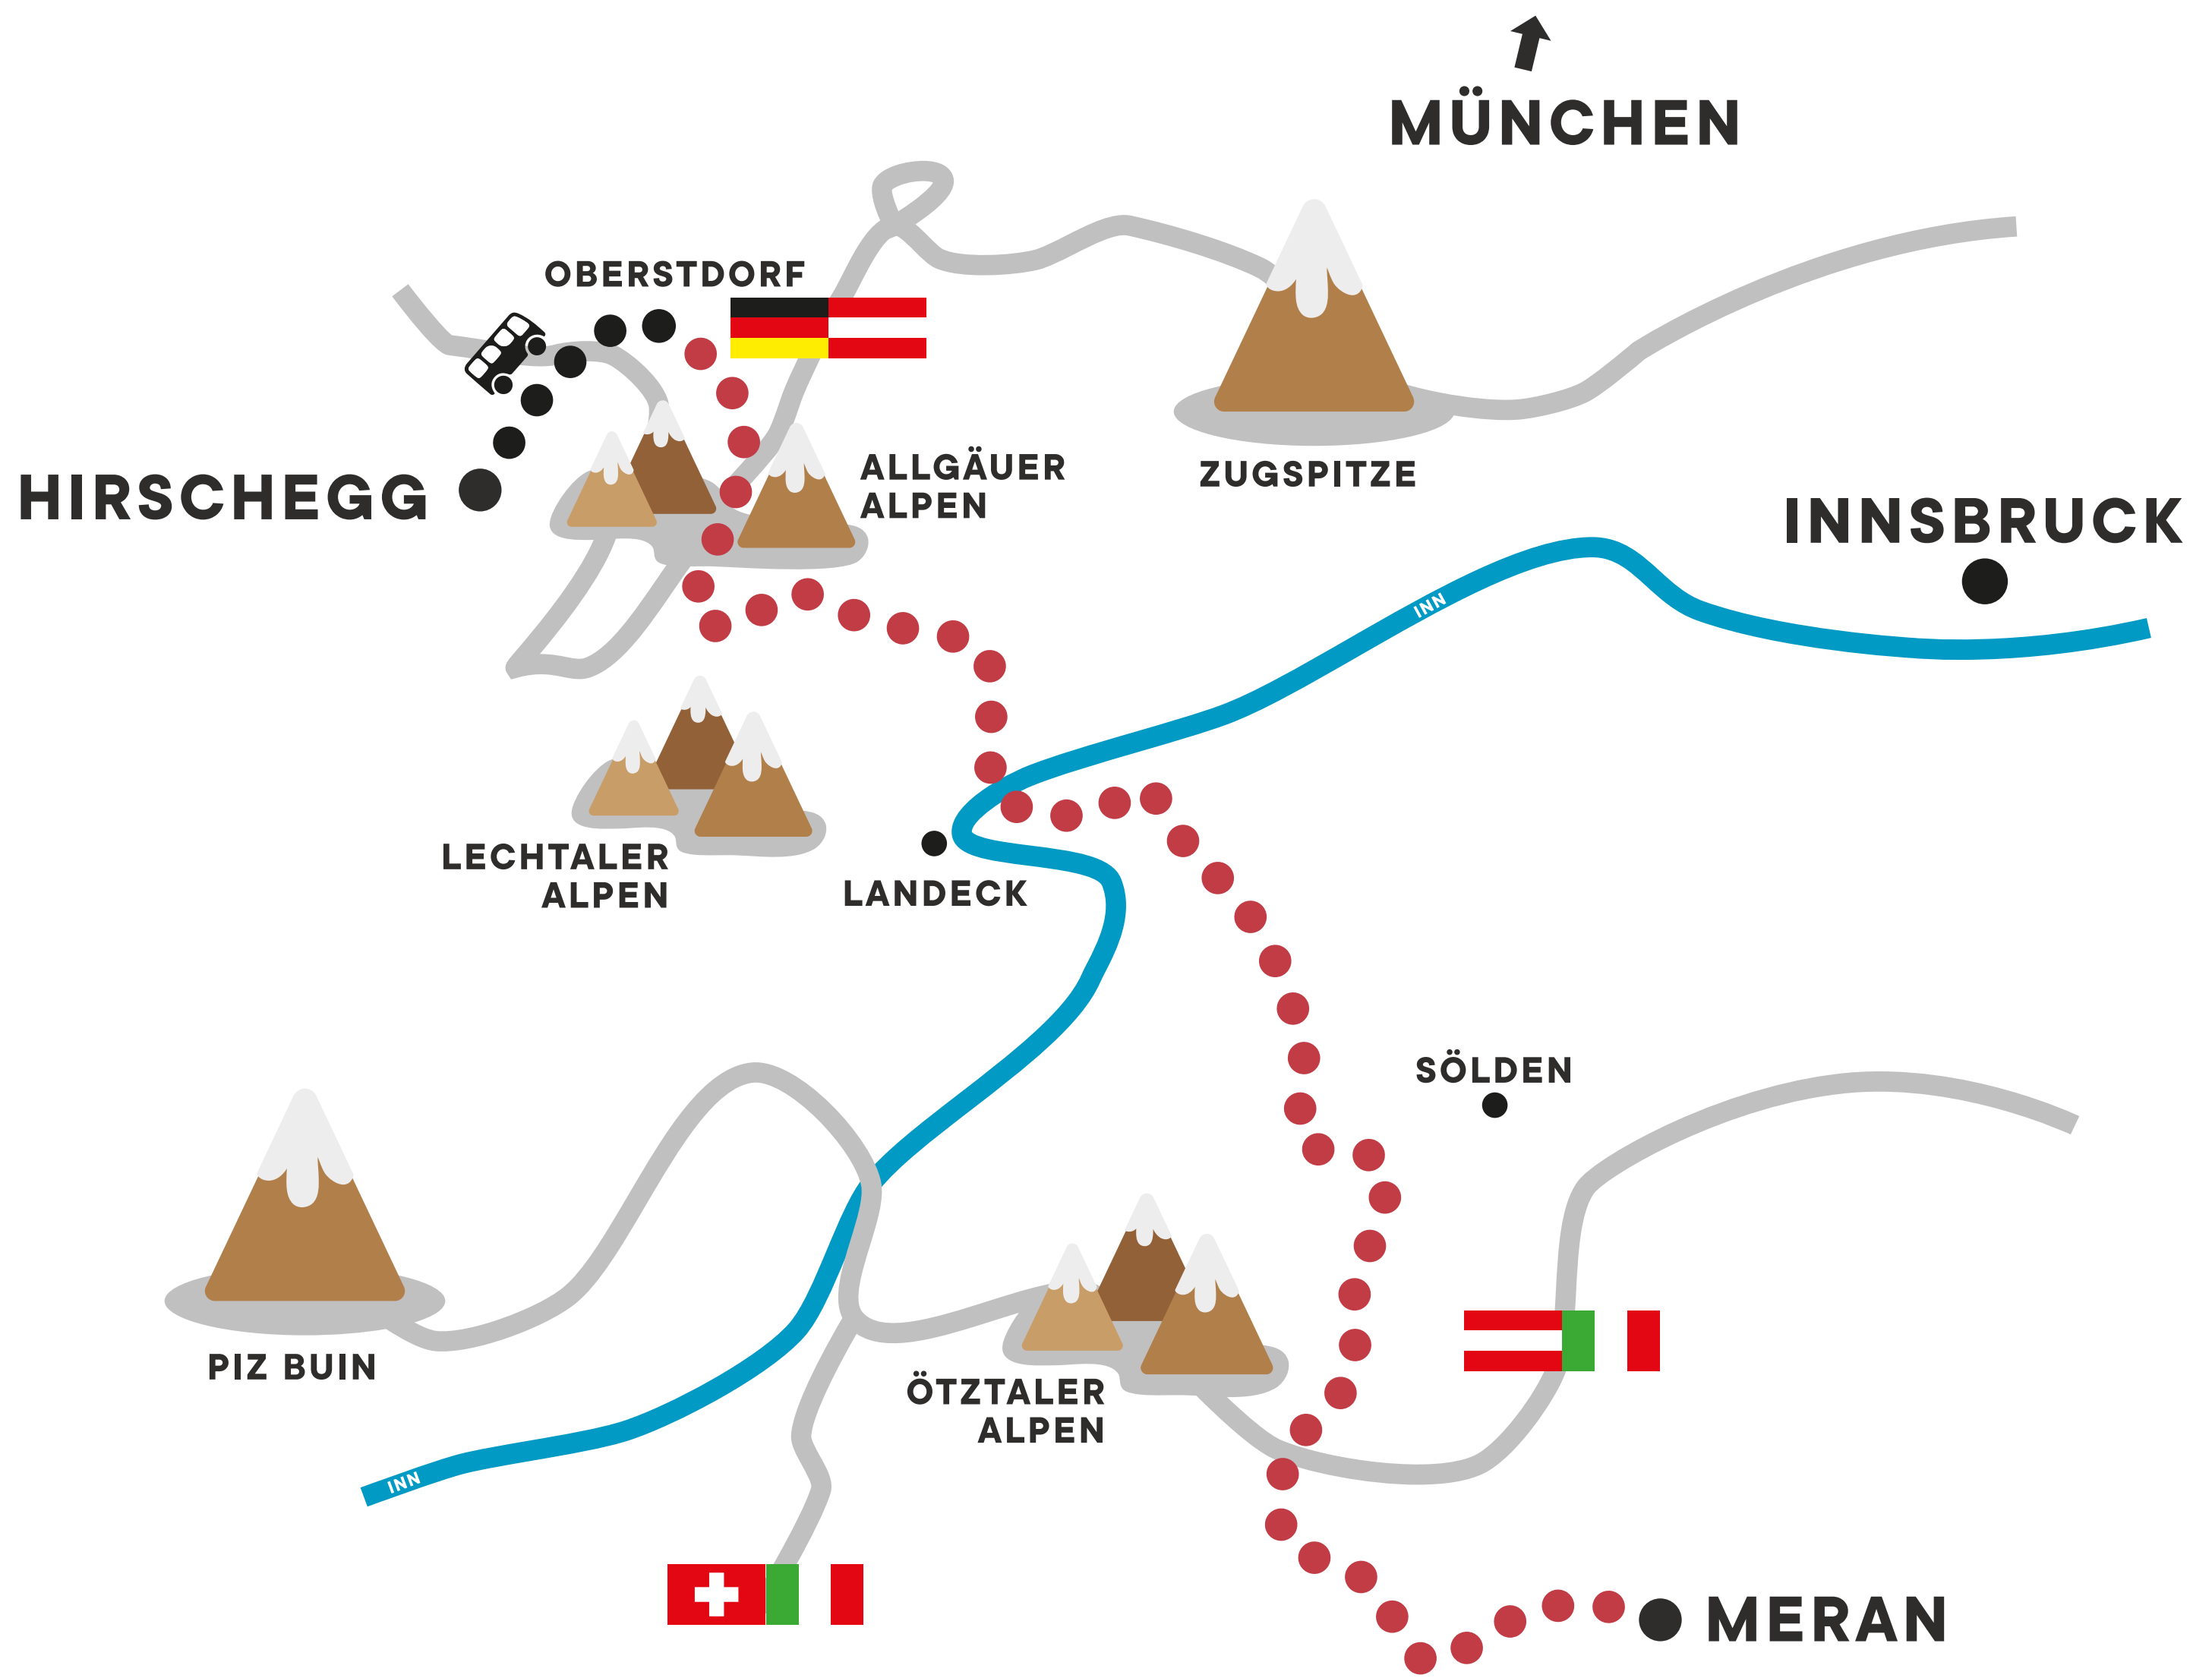 MÜNCHEN
OBERSTDORF
ALLGÄUER
ALPEN
ZUGSPITZE
HIRSCHEGG
INNSBRUCK
INN
LECHTALER
ALPEN
LANDECK
SÖLDEN
PIZ BUIN
ÖTZTALER
ALPEN
INN
MERAN